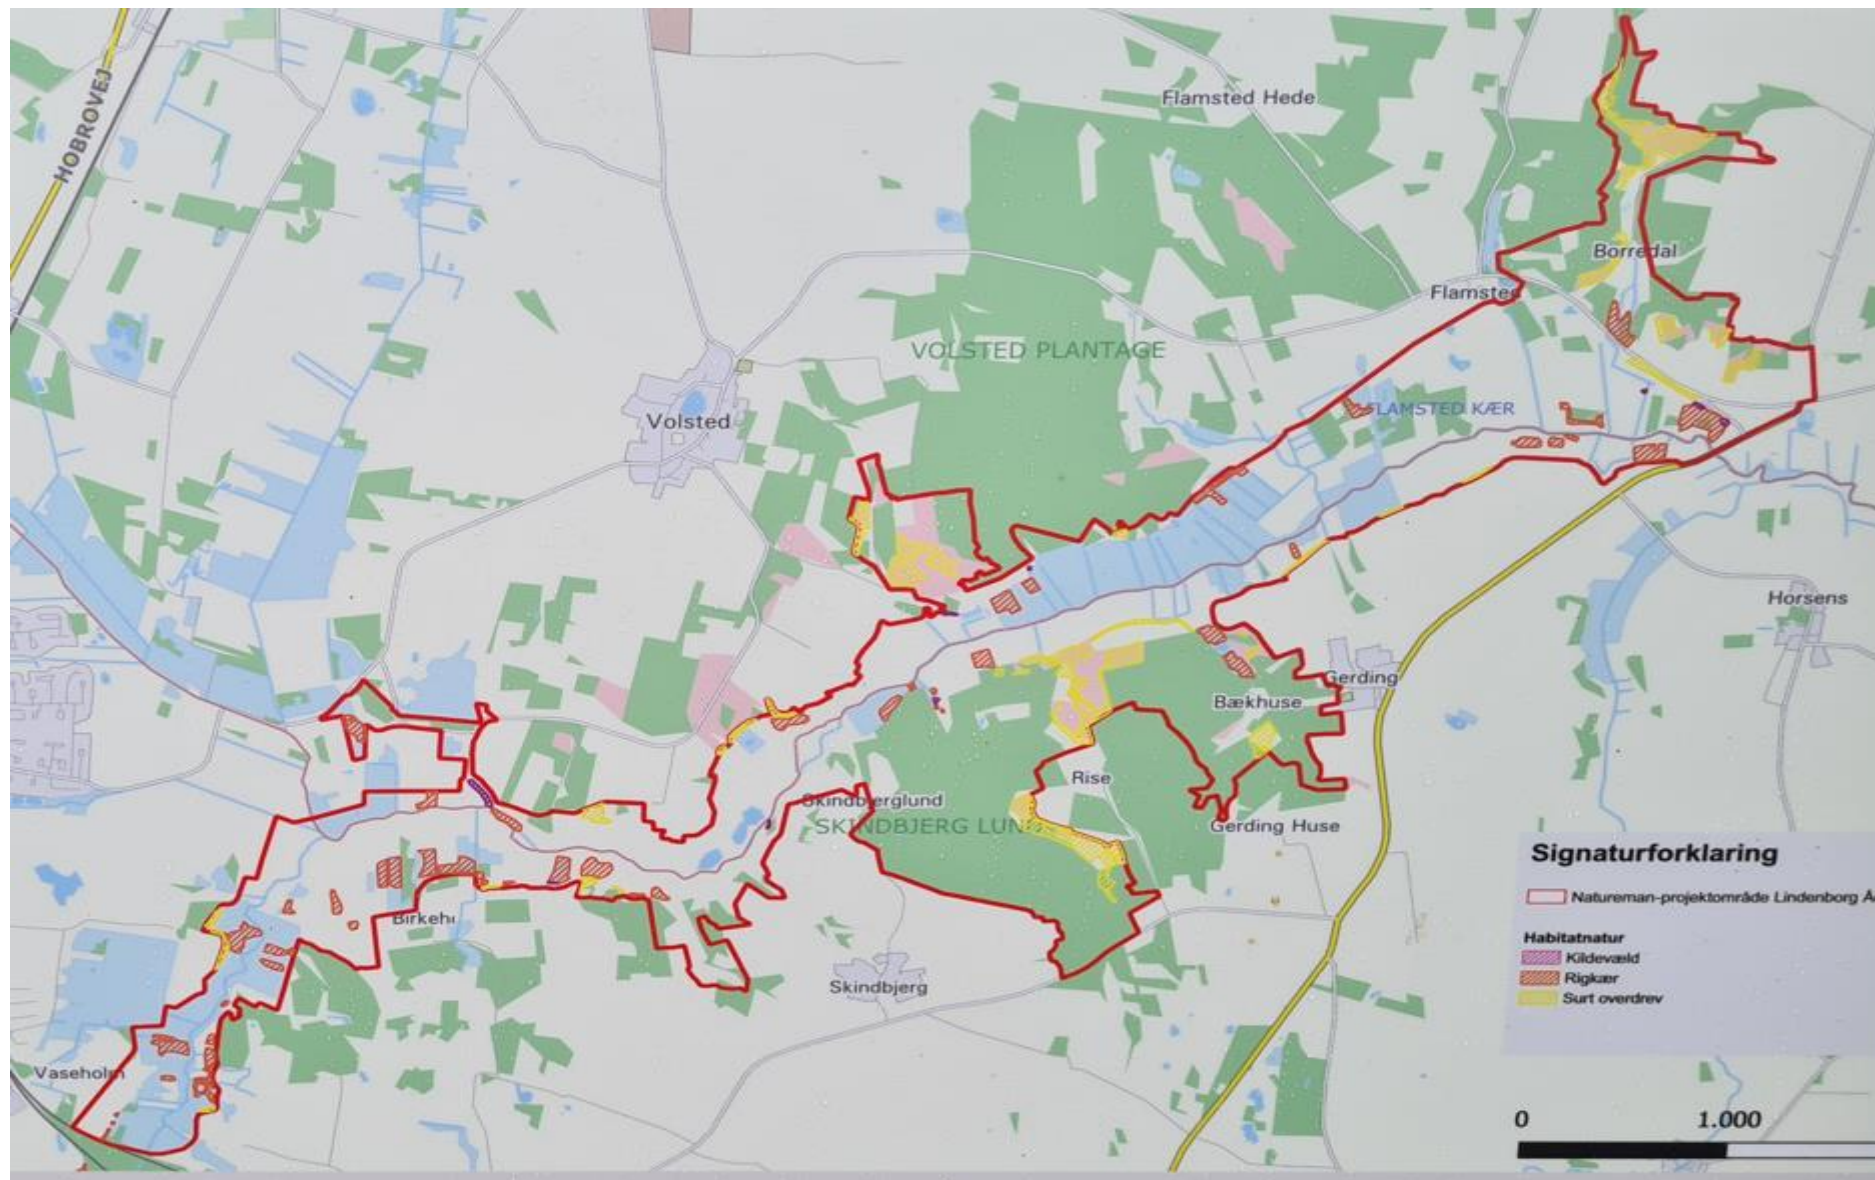 HOBROVEJ
Flamsted Hede
Borredal
Flamsted
VOLSTED PLANTAGE
FLAMSTED KÆR
Volsted
Horsens
Gerding
Bækhuse
Rise
Skindbjerglund
SKINDBJERG LUND
Gerding Huse
Signaturforklaring
Natureman-projektområde Lindenborg Å
Habitatnatur
Kildevæld
Rigkær
Surt overdrev
Birkehi
Skindbjerg
Vaseholm
0 1.000